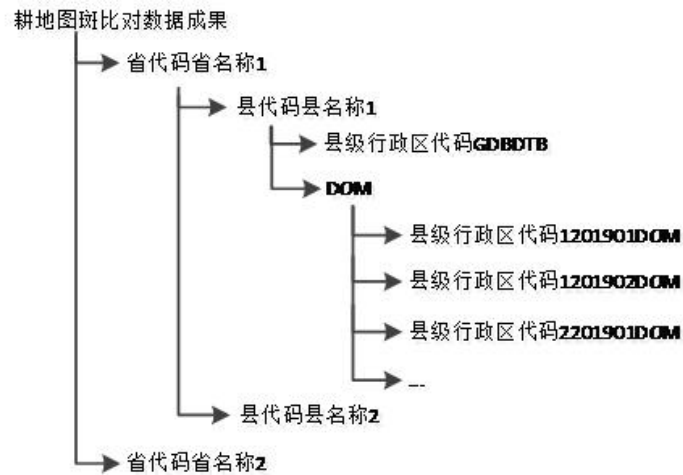 耕地图斑比对数据成果
省代码省名称1
县代码县名称1
县级行政区代码GDBDTB
DOM
县级行政区代码1201901DOM
县级行政区代码1201902DOM
县级行政区代码2201901DOM
...
县代码县名称2
省代码省名称2